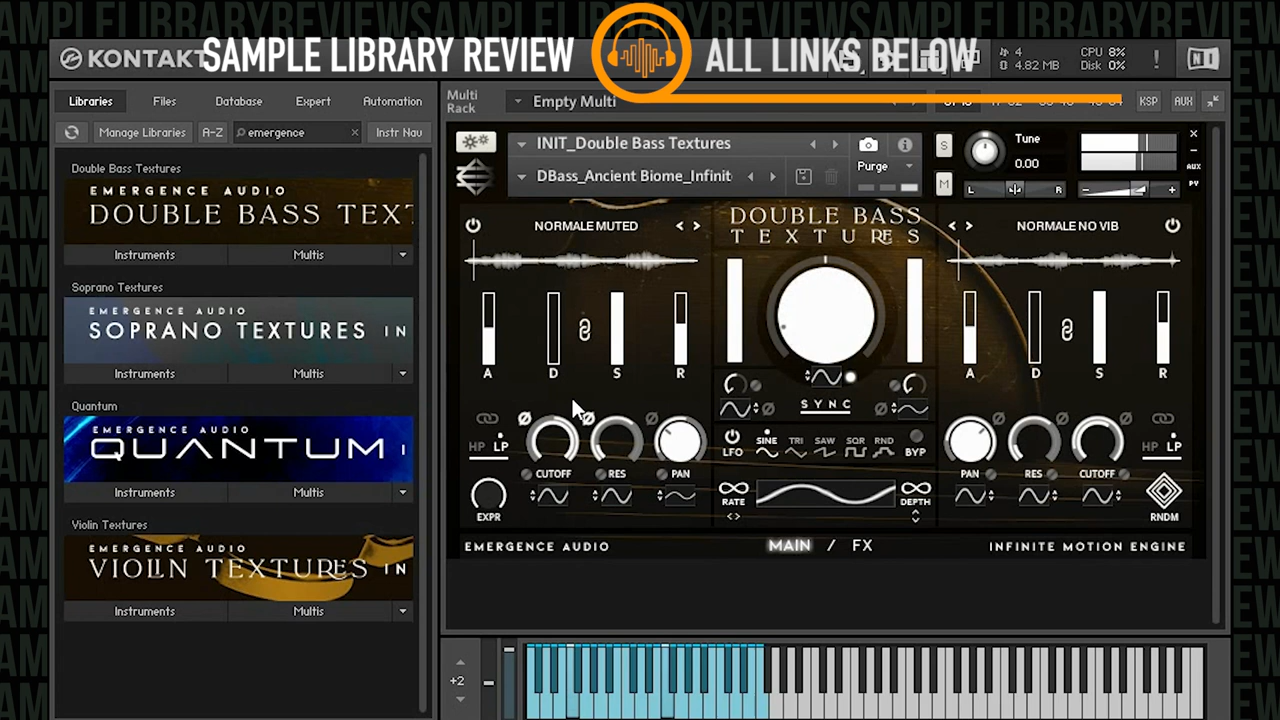 SAMPLE LIBRARY REVIEW
ALL LINKS BELOW
KONTAKT
4
4.82 MB
CPU 8%
Disk 0%
!
NI
Libraries
Files
Database
Expert
Automation
Manage Libraries
A-Z
emergence
Instr Nav
Double Bass Textures
EMERGENCE AUDIO
DOUBLE BASS TEXT
Instruments
Multis
Soprano Textures
EMERGENCE AUDIO
SOPRANO TEXTURES IN
Instruments
Multis
Quantum
EMERGENCE AUDIO
QUANTUM I
Instruments
Multis
Violin Textures
EMERGENCE AUDIO
VIOLIN TEXTURES IN
Instruments
Multis
Multi
Rack
Empty Multi
KSP
AUX
INIT_Double Bass Textures
DBass_Ancient Biome_Infinit
Purge
S
M
Tune
0.00
L
R
AUX
PV
NORMALE MUTED
DOUBLE BASS
TEXTURES
NORMALE NO VIB
A
D
S
R
A
D
S
R
SYNC
HP LP
CUTOFF
RES
PAN
EXPR
LFO
SINE
TRI
SAW
SQR
RND
BYP
RATE
DEPTH
PAN
RES
CUTOFF
HP LP
RNDM
EMERGENCE AUDIO
MAIN / FX
INFINITE MOTION ENGINE
+2